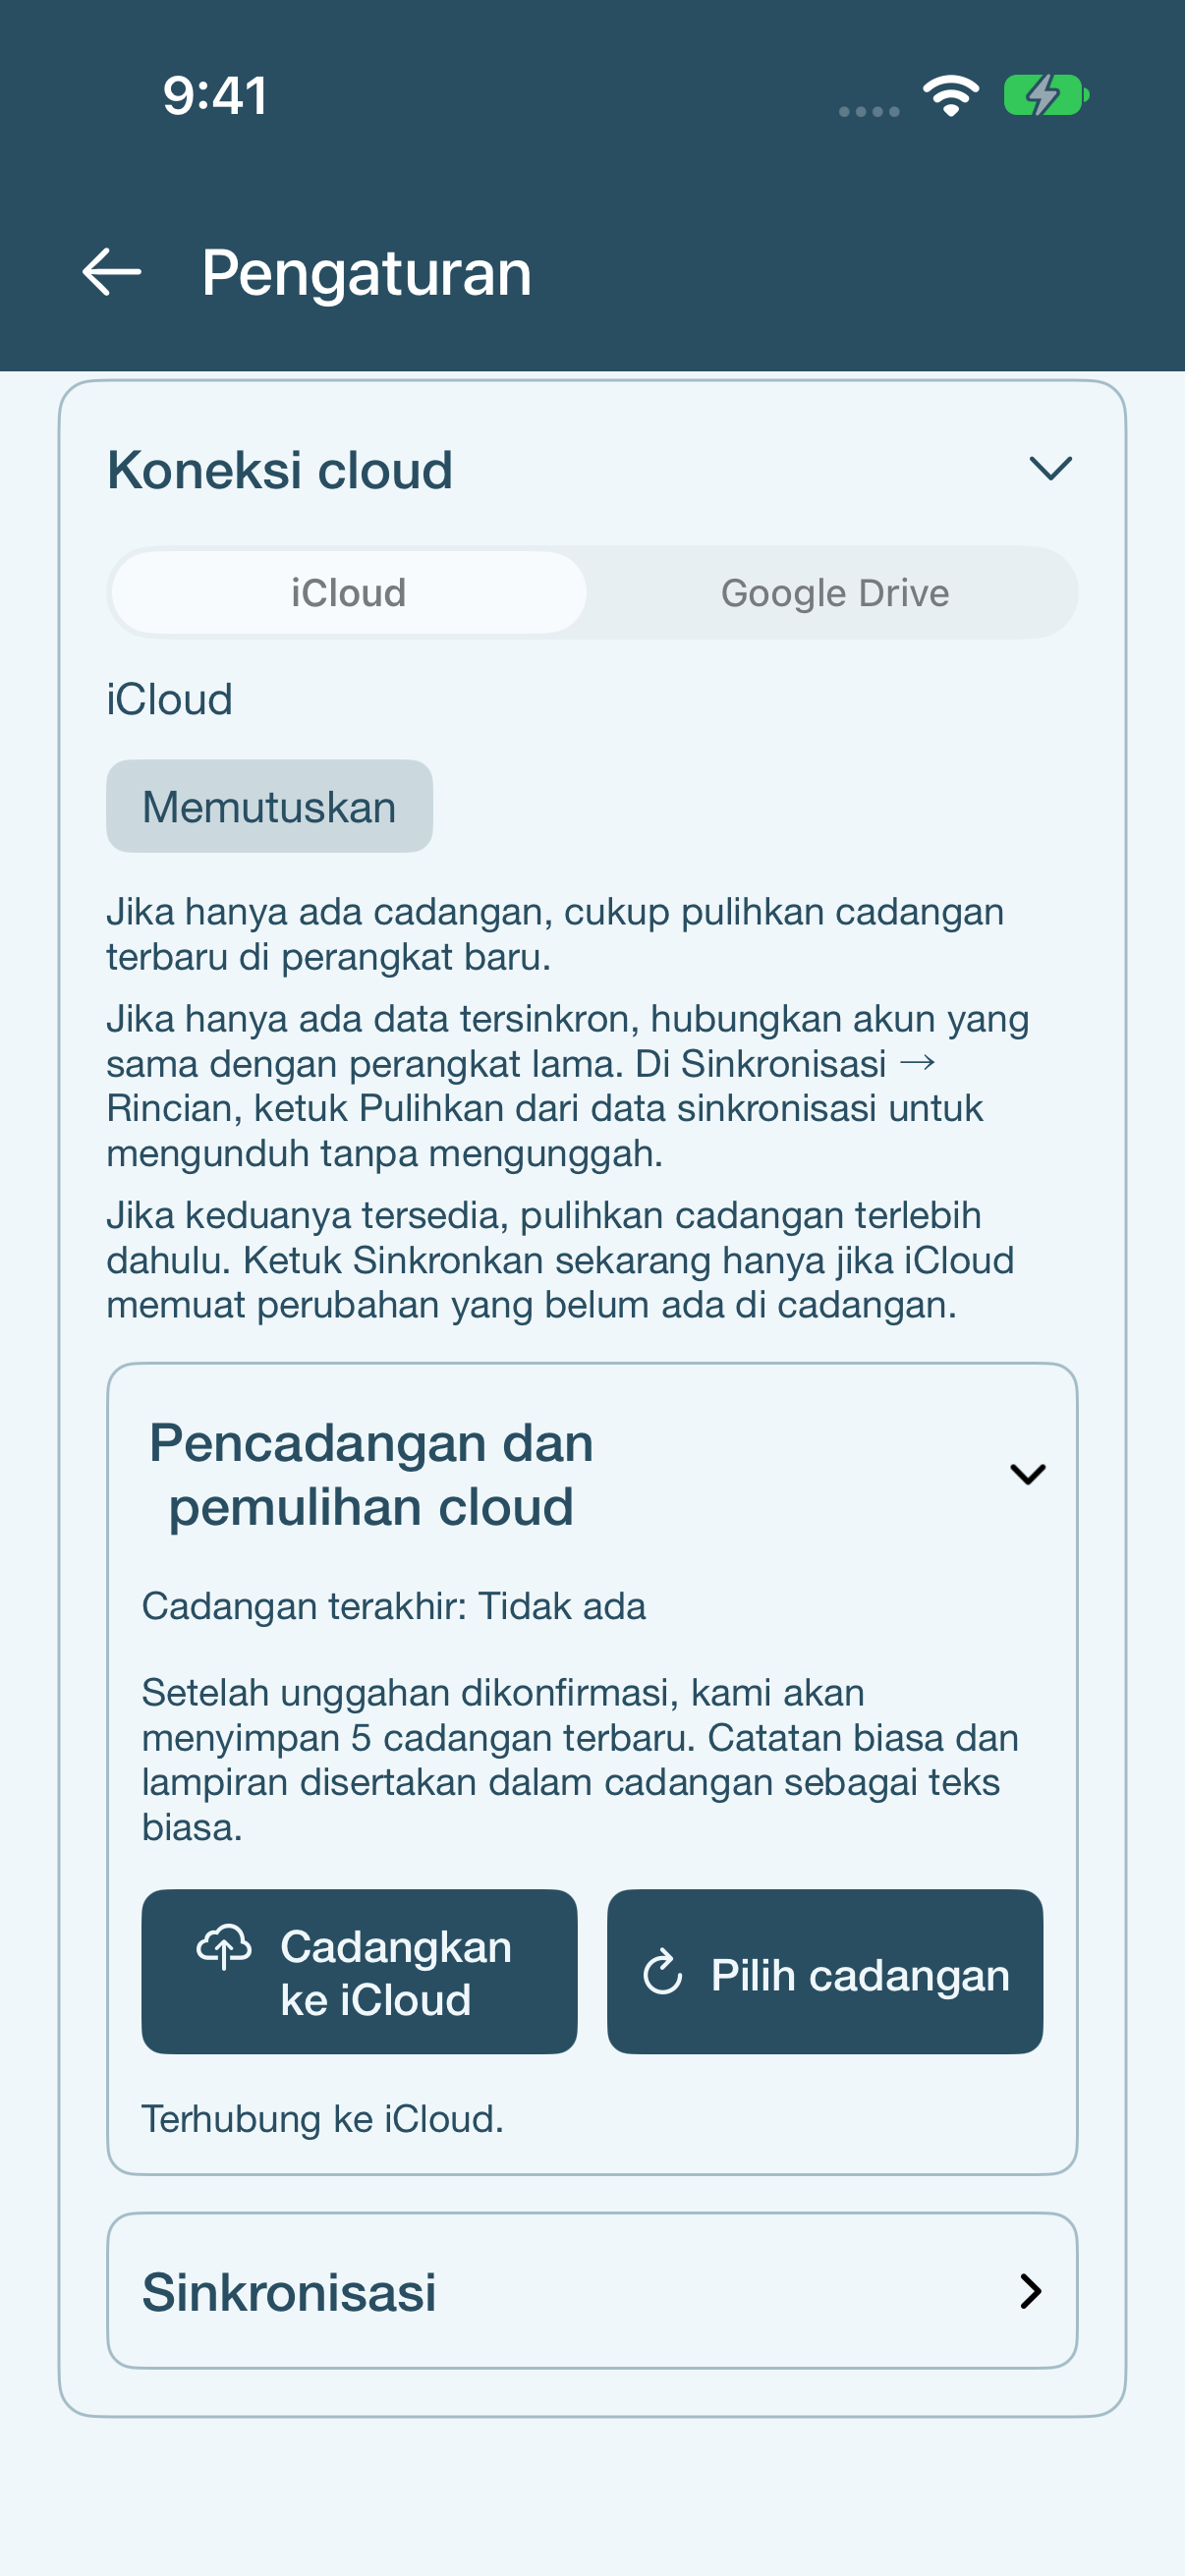 9:41
Pengaturan
Koneksi cloud
iCloud
Google Drive
iCloud
Memutuskan
Jika hanya ada cadangan, cukup pulihkan cadangan
terbaru di perangkat baru.
Jika hanya ada data tersinkron, hubungkan akun yang
sama dengan perangkat lama. Di Sinkronisasi →
Rincian, ketuk Pulihkan dari data sinkronisasi untuk
mengunduh tanpa mengunggah.
Jika keduanya tersedia, pulihkan cadangan terlebih
dahulu. Ketuk Sinkronkan sekarang hanya jika iCloud
memuat perubahan yang belum ada di cadangan.
Pencadangan dan
pemulihan cloud
Cadangan terakhir: Tidak ada
Setelah unggahan dikonfirmasi, kami akan
menyimpan 5 cadangan terbaru. Catatan biasa dan
lampiran disertakan dalam cadangan sebagai teks
biasa.
Cadangkan
ke iCloud
Pilih cadangan
Terhubung ke iCloud.
Sinkronisasi